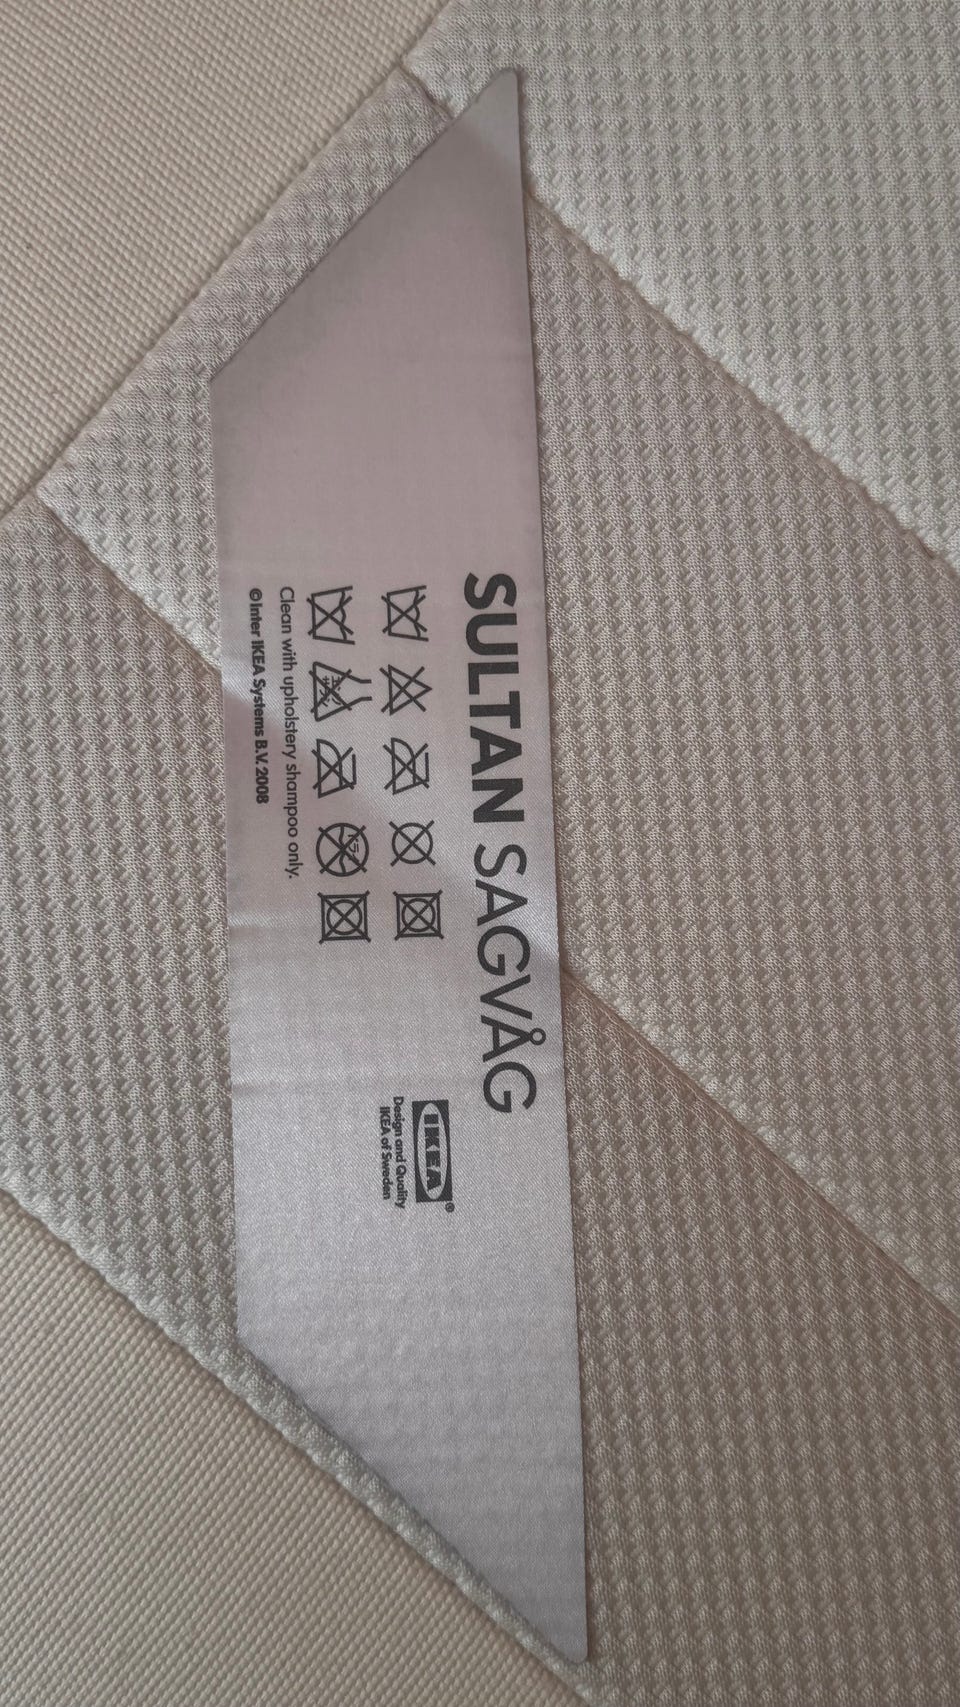 SULTAN SAGVÅG
Clean with upholstery shampoo only.
©Inter IKEA Systems B.V. 2008
IKEA®
Design and Quality
IKEA of Sweden